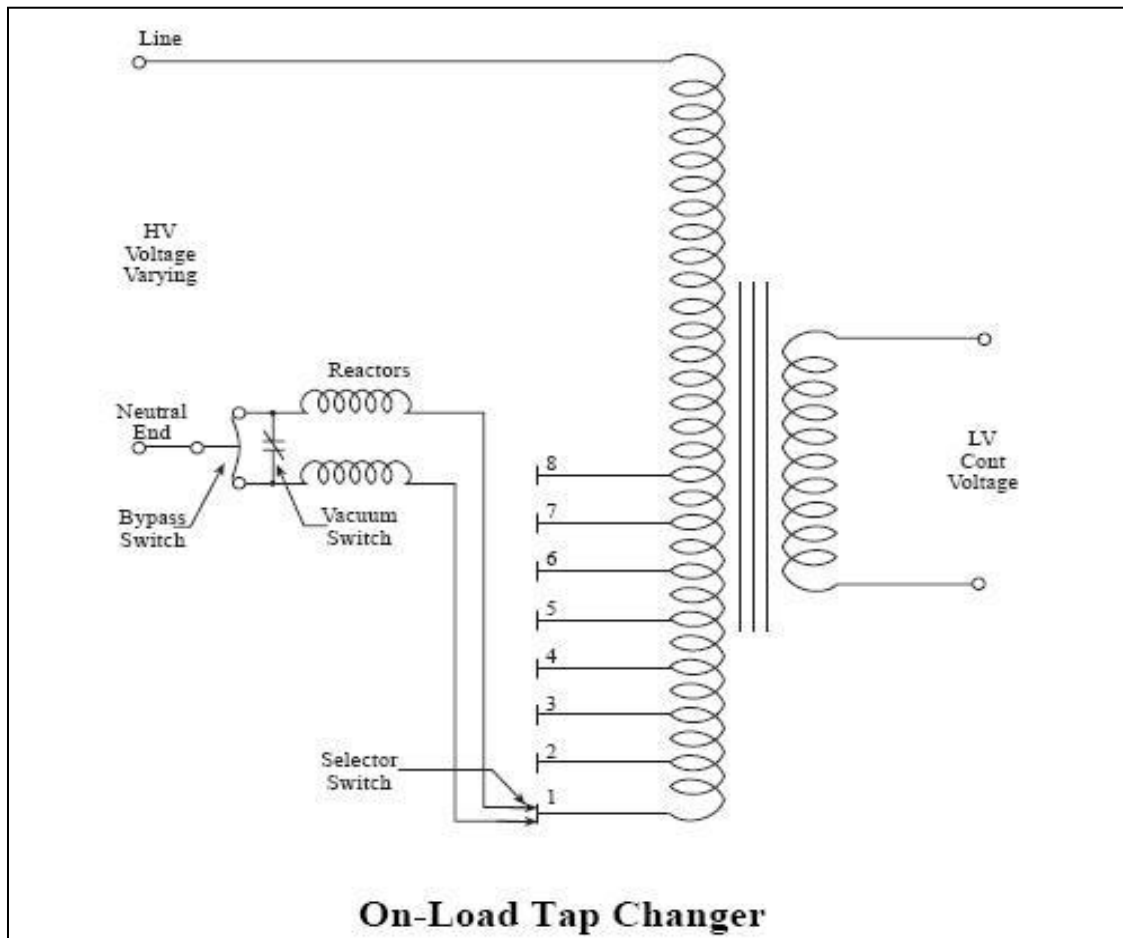 Line
HV
Voltage
Varying
Reactors
Neutral
End
LV
Cont
Voltage
Bypass
Switch
Vacuum
Switch
8
7
6
5
4
3
2
1
Selector
Switch
On-Load Tap Changer